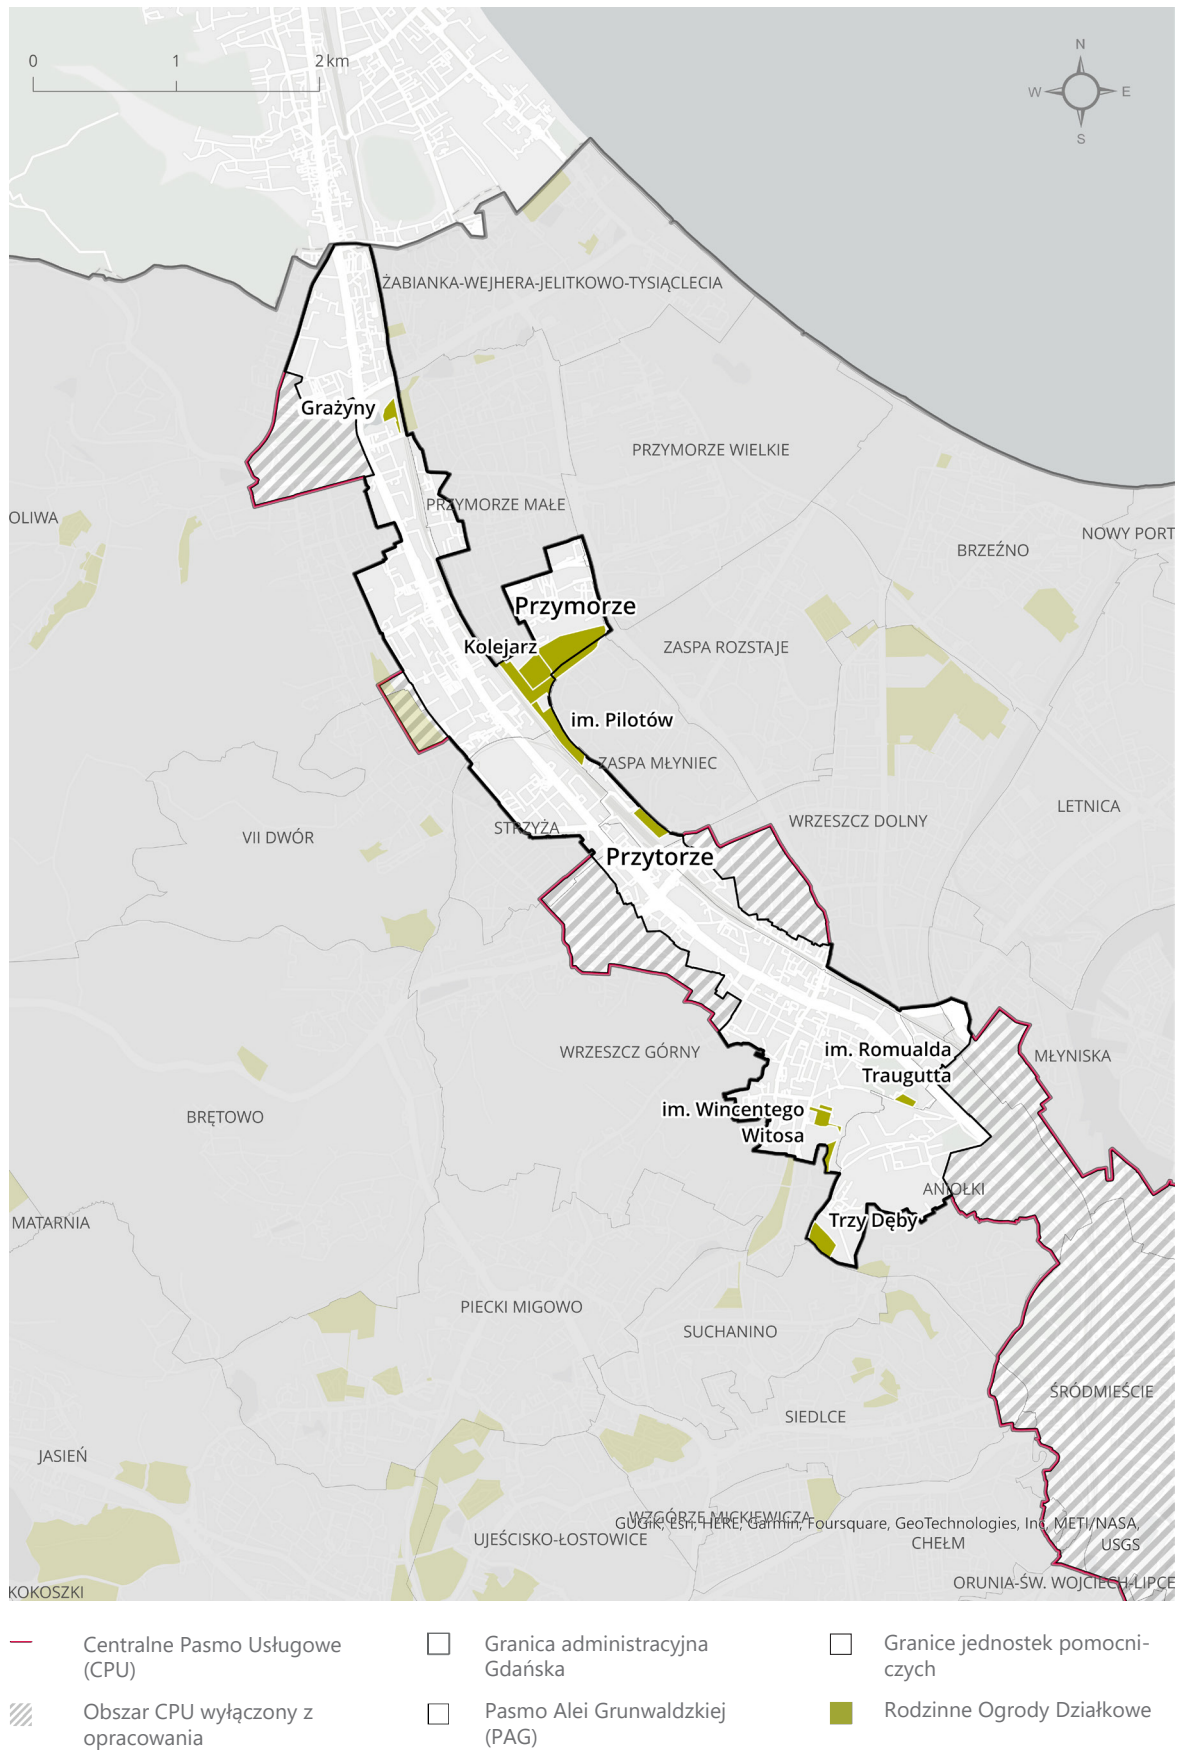 0 1 2 km
N
W E
S
ŻABIANKA-WEJHERA-JELITKOWO-TYSIĄCLECIA
Grażyny
PRZYMORZE WIELKIE
PRZYMORZE MAŁE
OLIWA
NOWY PORT
BRZEŹNO
Przymorze
Kolejarz
ZASPA ROZSTAJE
im. Pilotów
ZASPA MŁYNIEC
LETNICA
WRZESZCZ DOLNY
STRZYŻA
VII DWÓR
Przytorze
WRZESZCZ GÓRNY
im. Romualda
Traugutta
MŁYNISKA
BRĘTOWO
im. Wincentego
Witosa
ANIOŁKI
MATARNIA
Trzy Dęby
PIECKI MIGOWO
SUCHANINO
ŚRÓDMIEŚCIE
SIEDLCE
JASIEŃ
WZGÓRZE MICKIEWICZA
GUGiK, Esri, HERE, Garmin, Foursquare, GeoTechnologies, Inc, METI/NASA,
USGS
UJEŚCISKO-ŁOSTOWICE
CHEŁM
KOKOSZKI
ORUNIA-ŚW. WOJCIECH-LIPCE
Centralne Pasmo Usługowe
(CPU)
Granica administracyjna
Gdańska
Granice jednostek pomocni-
czych
Obszar CPU wyłączony z
opracowania
Pasmo Alei Grunwaldzkiej
(PAG)
Rodzinne Ogrody Działkowe